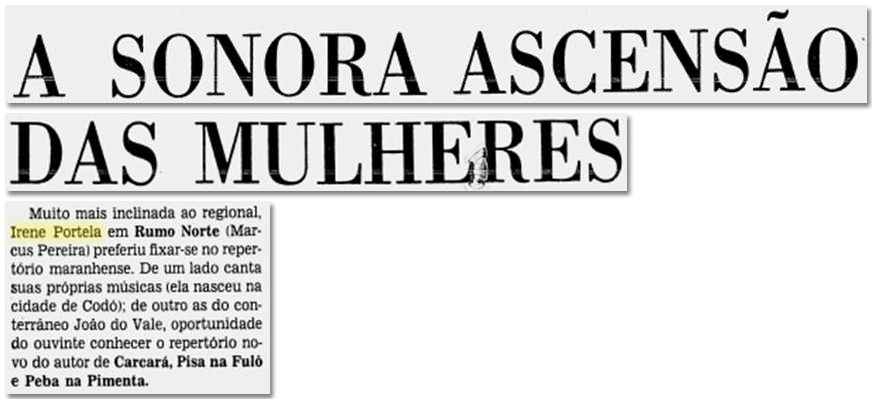 A SONORA ASCENSÃO
DAS MULHERES
Muito mais inclinada ao regional,
Irene Portela em Rumo Norte (Mar-
cus Pereira) preferiu fixar-se no reper-
tório maranhense. De um lado canta
suas próprias músicas (ela nasceu na
cidade de Codó); de outro as do con-
terrâneo João do Vale, oportunidade
do ouvinte conhecer o repertório no-
vo do autor de Carcará, Pisa na Fulô
e Peba na Pimenta.